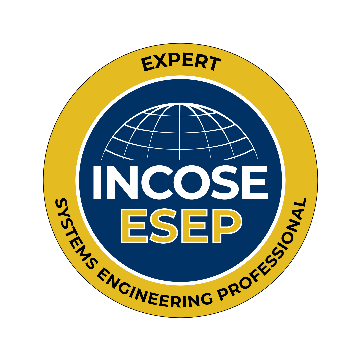 EXPERT
INCOSE
ESEP
SYSTEMS ENGINEERING PROFESSIONAL